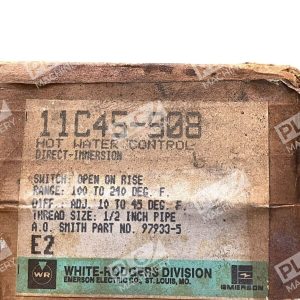 11C45-908
HOT WATER CONTROL
DIRECT-IMMERSION
SWITCH: OPEN ON RISE
RANGE: 100 TO 240 DEG. F.
DIFF.: ADJ. 10 TO 45 DEG. F.
THREAD SIZE: 1/2 INCH PIPE
A.O. SMITH PART NO. 97933-5
E2
WR
WHITE-RODGERS DIVISION
EMERSON ELECTRIC CO., ST. LOUIS, MO.
EMERSON